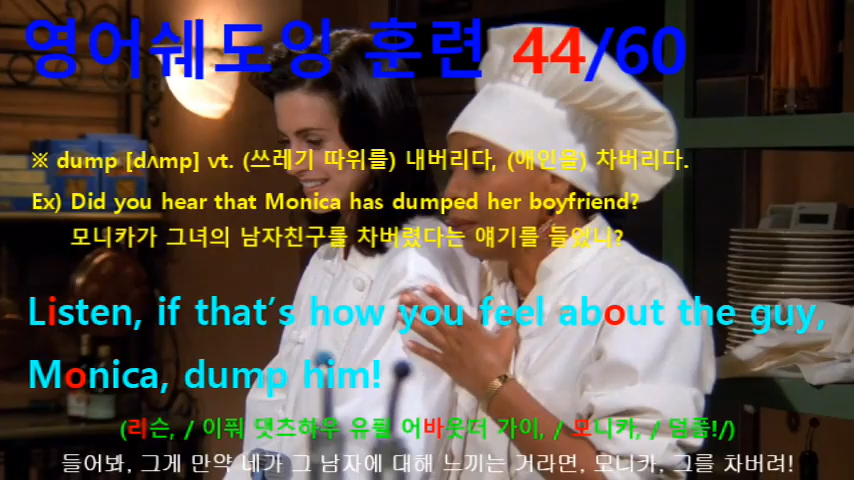 영어쉐도잉 훈련 44/60
※ dump [dʌmp] vt. (쓰레기 따위를) 내버리다, (애인을) 차버리다.
Ex) Did you hear that Monica has dumped her boyfriend?
모니카가 그녀의 남자친구를 차버렸다는 얘기를 들었니?
Listen, if that's how you feel about the guy,
Monica, dump him!
(리슨, / 이풔 댓츠하우 유퓔 어바웃더 가이, / 모니카, / 덤픔!/)
들어봐, 그게 만약 네가 그 남자에 대해 느끼는 거라면, 모니카, 그를 차버려!